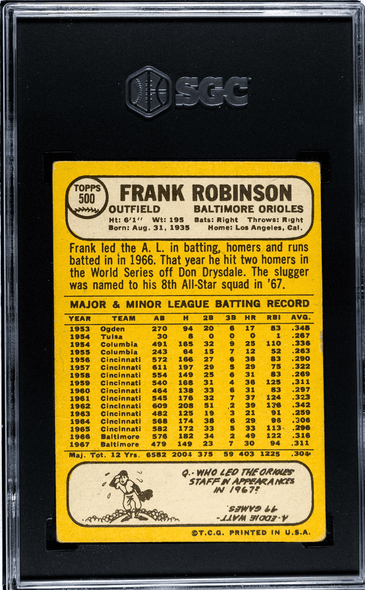 SGC
TOPPS
500
FRANK ROBINSON
OUTFIELD BALTIMORE ORIOLES
Ht: 6'1" Wt: 195 Bats: Right Throws: Right
Born: Aug. 31, 1935 Home: Los Angeles, Cal.
Frank led the A. L. in batting, homers and runs
batted in in 1966. That year he hit two homers in
the World Series off Don Drysdale. The slugger
was named to his 8th All-Star squad in '67.
MAJOR & MINOR LEAGUE BATTING RECORD
YEAR TEAM AB H 2B 3B HR RBI AVG.
1953 Ogden 270 94 20 6 17 83 .348
1954 Tulsa 30 8 0 0 0 1 .267
1954 Columbia 491 165 32 9 25 110 .336
1955 Columbia 243 64 15 7 12 52 .263
1956 Cincinnati 572 166 27 6 38 83 .290
1957 Cincinnati 611 197 29 5 29 75 .322
1958 Cincinnati 554 149 25 6 31 83 .269
1959 Cincinnati 540 168 31 4 36 125 .311
1960 Cincinnati 464 138 33 6 31 83 .297
1961 Cincinnati 545 176 32 7 37 124 .323
1962 Cincinnati 609 208 51 2 39 136 .342
1963 Cincinnati 482 125 19 3 21 91 .259
1964 Cincinnati 568 174 38 6 29 96 .306
1965 Cincinnati 582 172 33 5 33 113 .296
1966 Baltimore 576 182 34 2 49 122 .316
1967 Baltimore 479 149 23 7 30 94 .311
Maj. Tot. 12 Yrs. 6582 2004 375 59 403 1225 .304
Q.-WHO LED THE ORIOLES
STAFF IN APPEARANCES
IN 1967?
A-EDDIE WATT
49 GAMES.
©T.C.G. PRINTED IN U.S.A.